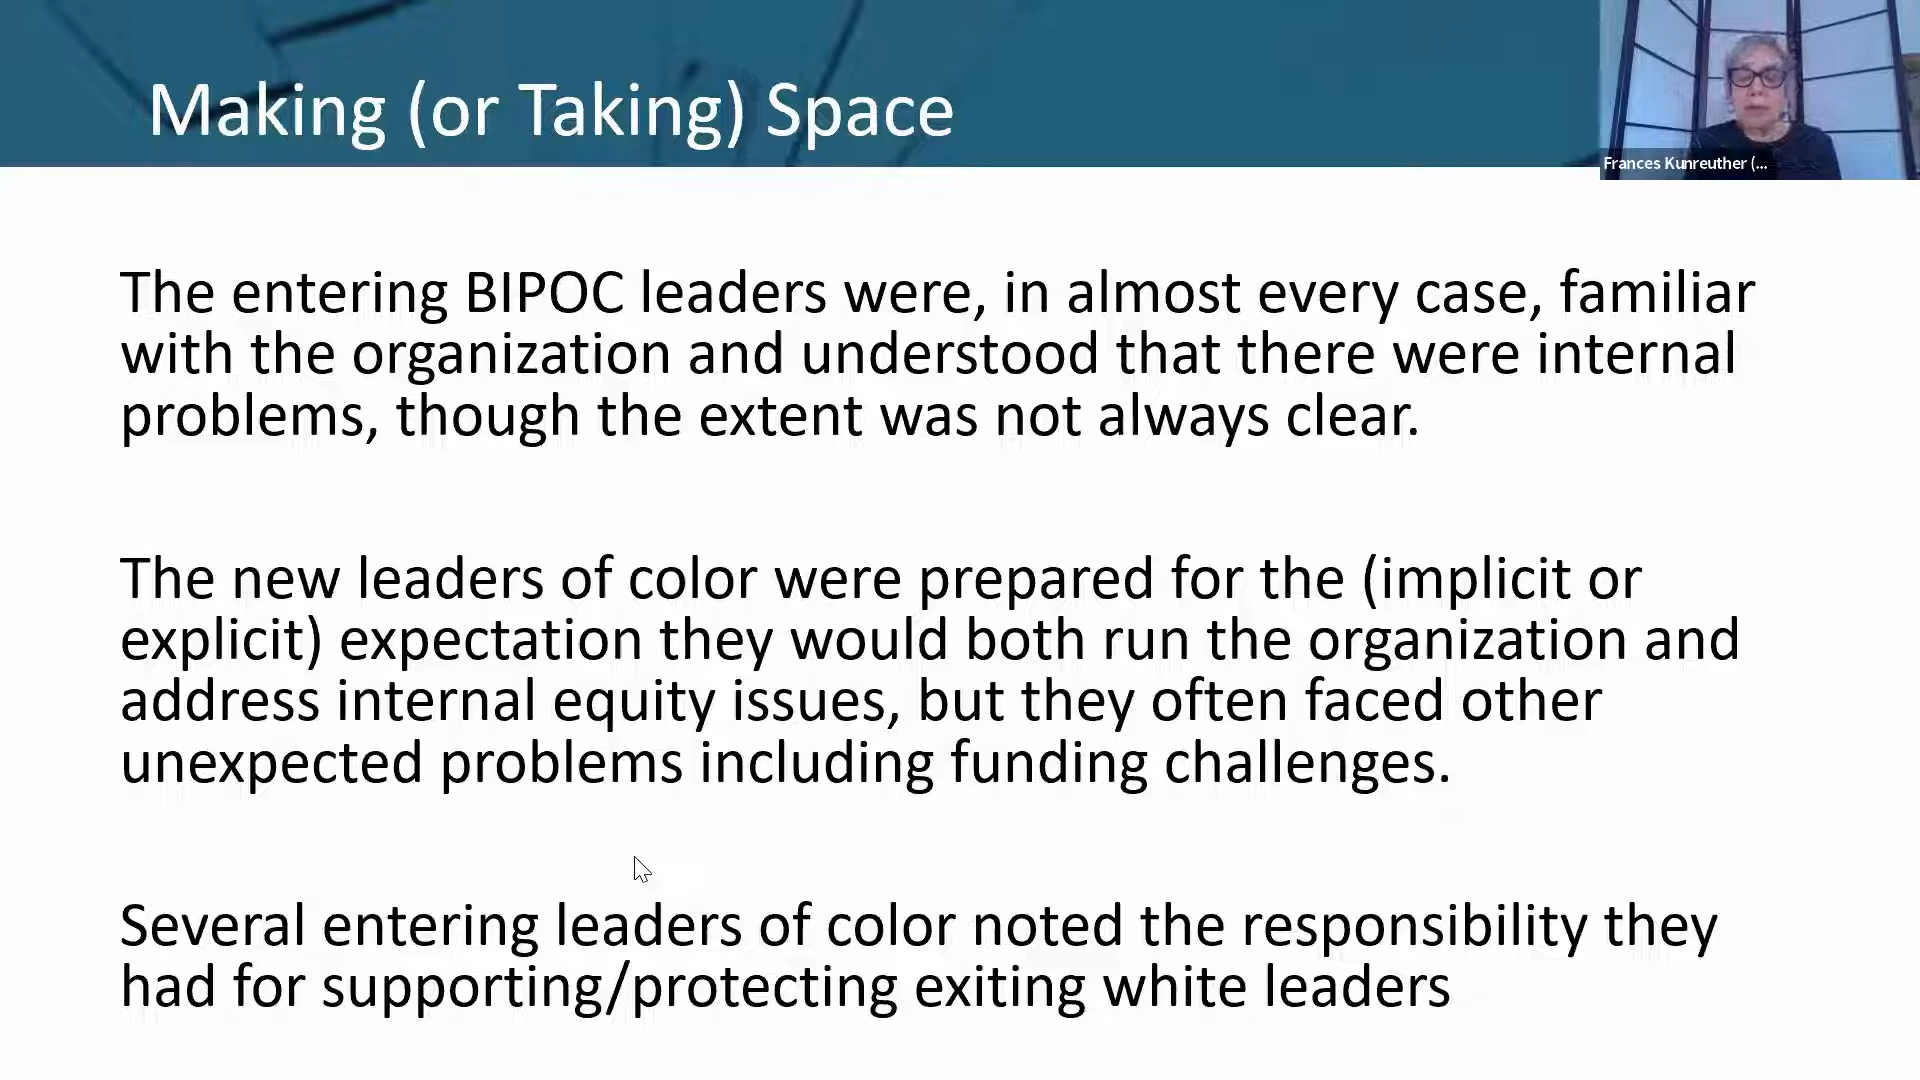 Making (or Taking) Space
Frances Kunreuther (...
The entering BIPOC leaders were, in almost every case, familiar
with the organization and understood that there were internal
problems, though the extent was not always clear.
The new leaders of color were prepared for the (implicit or
explicit) expectation they would both run the organization and
address internal equity issues, but they often faced other
unexpected problems including funding challenges.
Several entering leaders of color noted the responsibility they
had for supporting/protecting exiting white leaders